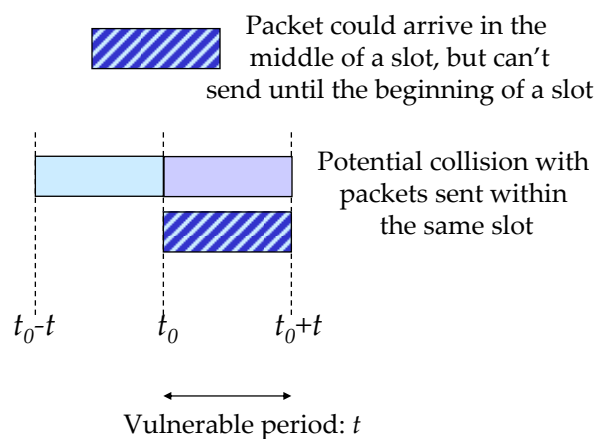 Packet could arrive in the
middle of a slot, but can't
send until the beginning of a slot
Potential collision with
packets sent within
the same slot
t0-t t0 t0+t
Vulnerable period: t